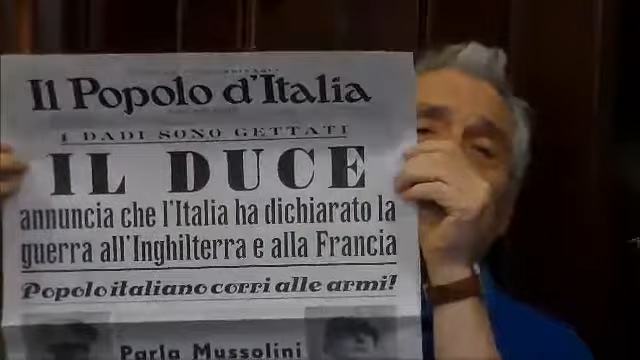 Il Popolo d'Italia
I DADI SONO GETTATI
IL DUCE
annuncia che l'Italia ha dichiarato la
guerra all'Inghilterra e alla Francia
Popolo italiano corri alle armi!
Parla Mussolini